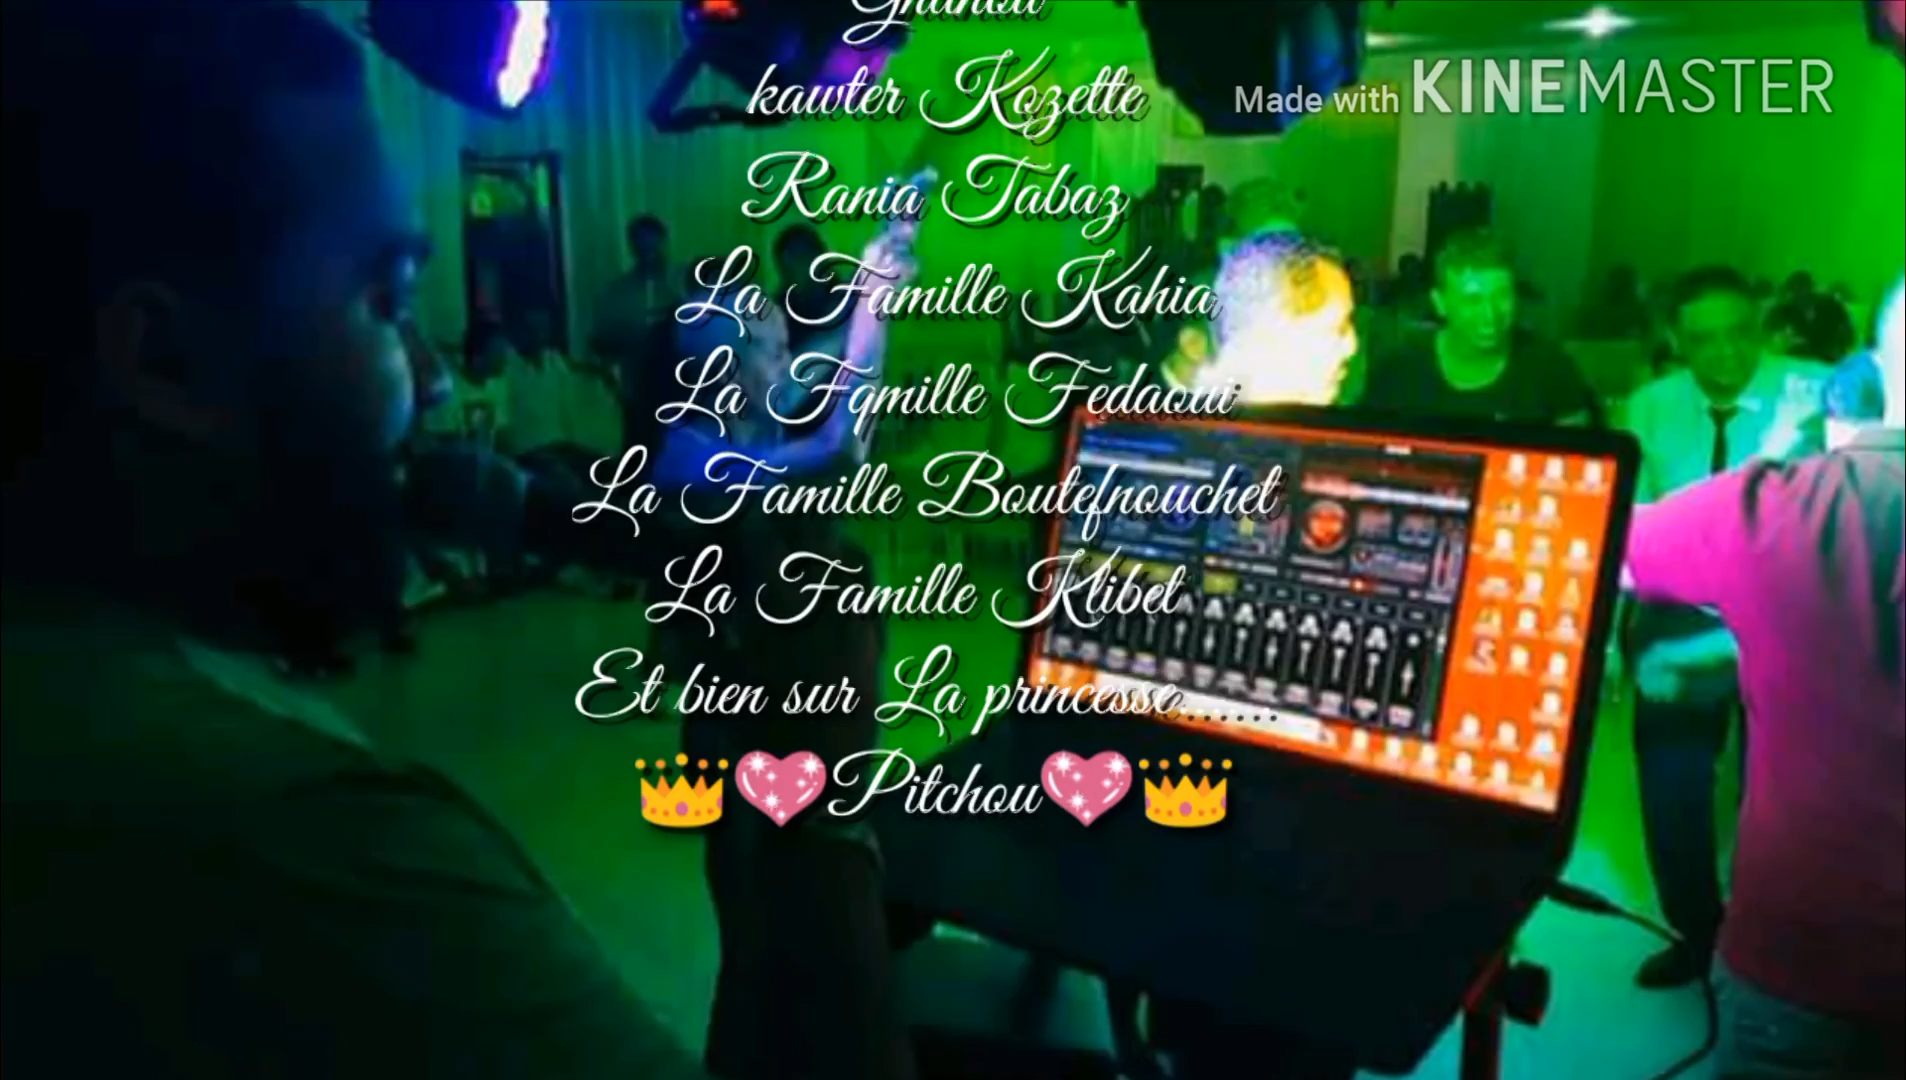 kawter Kozette
Made with KINEMASTER
Rania Tabaz
La Famille Kahia
La Fqmille Fedaoui
La Famille Boutefnouchet
La Famille Klibet
Et bien sur La princesse.......
👑💖Pitchou💖👑